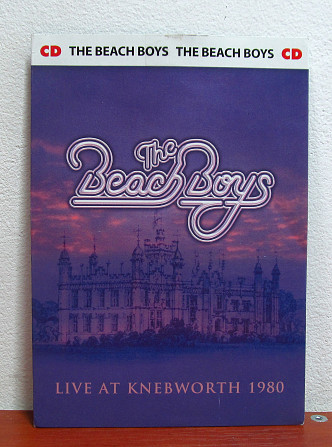 CD THE BEACH BOYS THE BEACH BOYS CD
The
Beach Boys
LIVE AT KNEBWORTH 1980